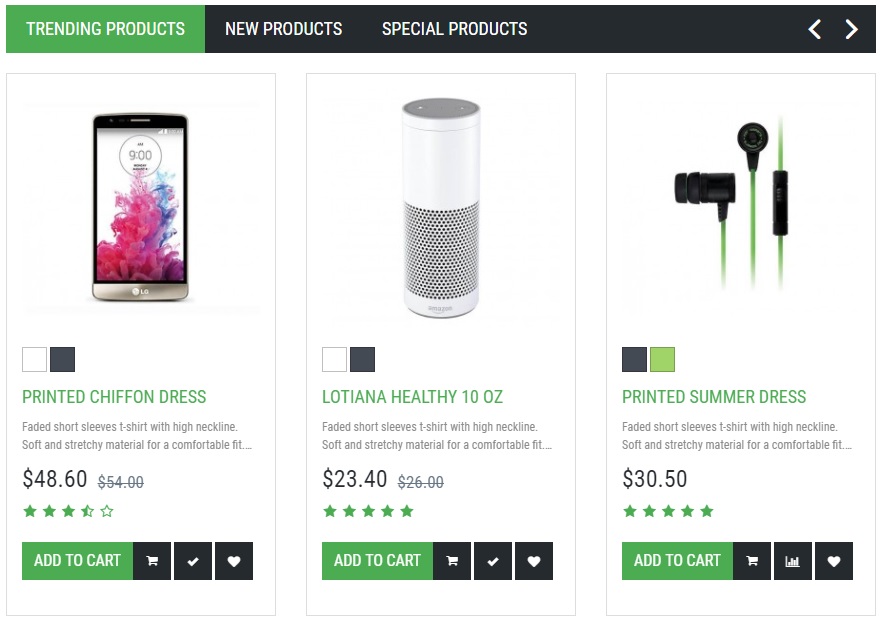 TRENDING PRODUCTS
NEW PRODUCTS
SPECIAL PRODUCTS
9:00
LG
amazon
PRINTED CHIFFON DRESS
Faded short sleeves t-shirt with high neckline.
Soft and stretchy material for a comfortable fit....
$48.60 $54.00
ADD TO CART
LOTIANA HEALTHY 10 OZ
Faded short sleeves t-shirt with high neckline.
Soft and stretchy material for a comfortable fit....
$23.40 $26.00
ADD TO CART
PRINTED SUMMER DRESS
Faded short sleeves t-shirt with high neckline.
Soft and stretchy material for a comfortable fit....
$30.50
ADD TO CART